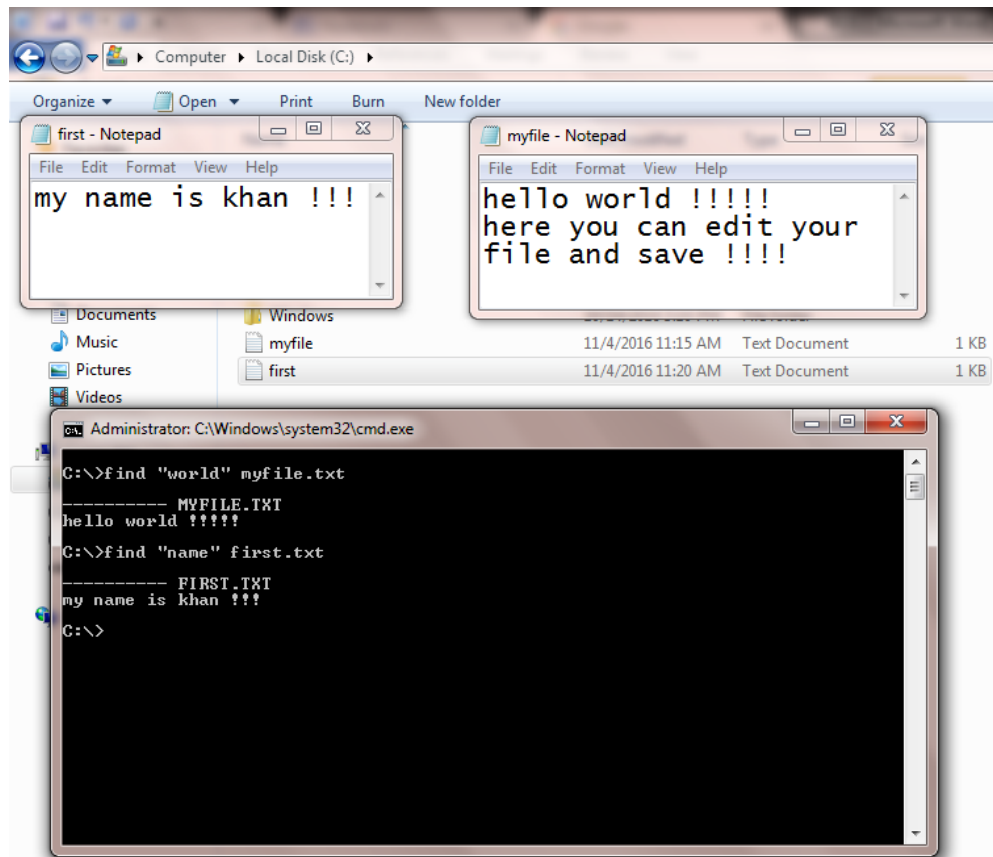 Computer ▸ Local Disk (C:) ▸
Organize Open Print Burn New folder
first - Notepad
File Edit Format View Help
my name is khan !!!
myfile - Notepad
File Edit Format View Help
hello world !!!!!
here you can edit your
file and save !!!!
Documents
Music
Pictures
Videos
Windows
myfile 11/4/2016 11:15 AM Text Document 1 KB
first 11/4/2016 11:20 AM Text Document 1 KB
Administrator: C:\Windows\system32\cmd.exe
C:\>find "world" myfile.txt
---------- MYFILE.TXT
hello world !!!!!
C:\>find "name" first.txt
---------- FIRST.TXT
my name is khan !!!
C:\>